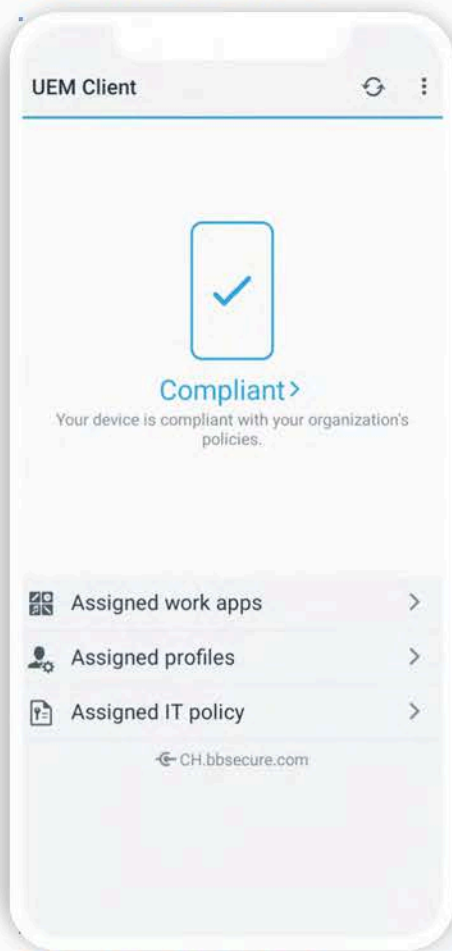 UEM Client
Compliant >
Your device is compliant with your organization's
policies.
Assigned work apps
Assigned profiles
Assigned IT policy
CH.bbsecure.com